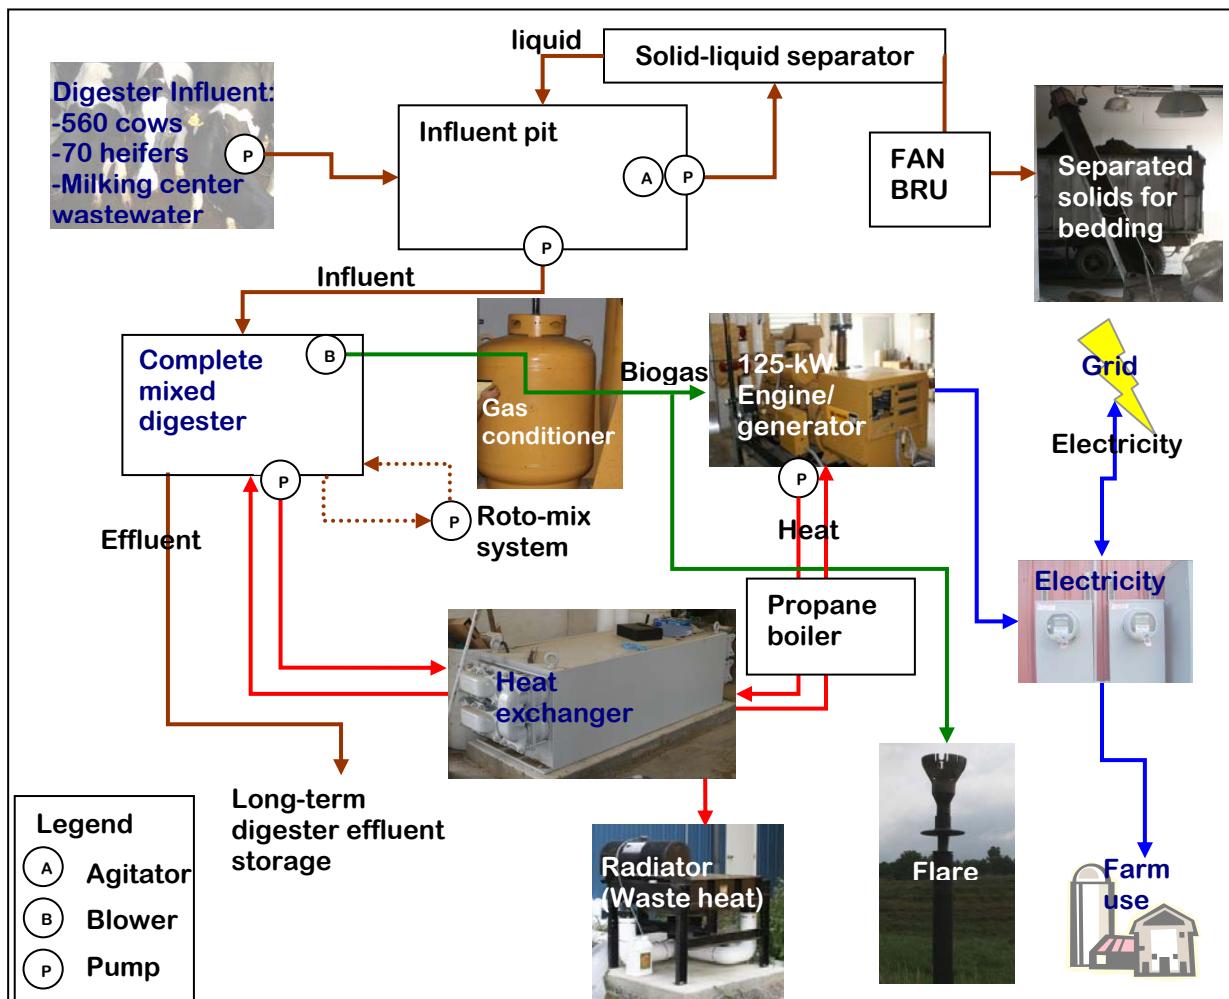 liquid
Solid-liquid separator
Digester Influent:
-560 cows
-70 heifers
-Milking center
wastewater
P
Influent pit
A
P
P
FAN
BRU
Separated
solids for
bedding
Influent
Complete
mixed
digester
B
Gas
conditioner
Biogas
125-kW
Engine/
generator
Grid
Electricity
P
P
P
Roto-mix
system
Effluent
Heat
Propane
boiler
Electricity
Heat
exchanger
Long-term
digester effluent
storage
Radiator
(Waste heat)
Flare
Farm
use
Legend
A Agitator
B Blower
P Pump